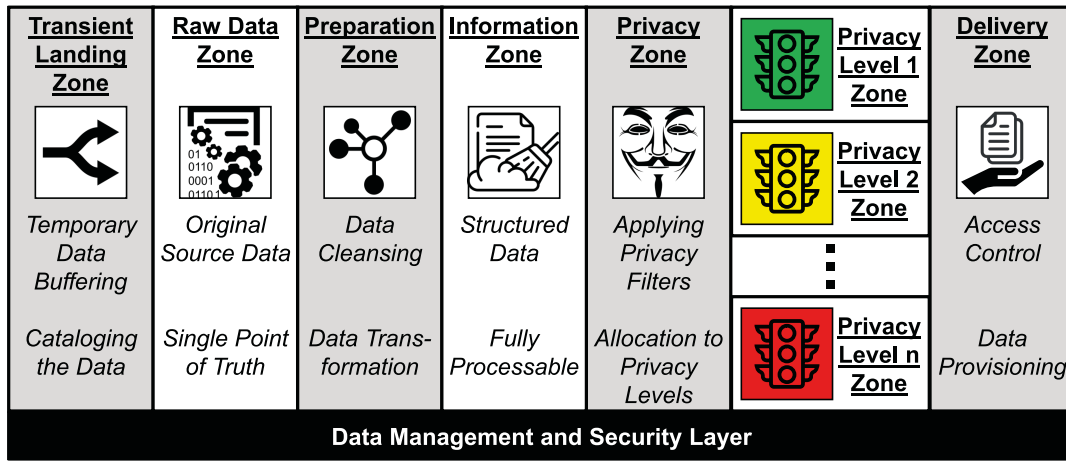 Transient
Landing
Zone
01
0110
0001
01101
Temporary
Data
Buffering
Cataloging
the Data
Raw Data
Zone
Original
Source Data
Single Point
of Truth
Preparation
Zone
Data
Cleansing
Data Trans-
formation
Information
Zone
Structured
Data
Fully
Processable
Privacy
Zone
Applying
Privacy
Filters
Allocation to
Privacy
Levels
Privacy
Level 1
Zone
Privacy
Level 2
Zone
Privacy
Level n
Zone
Delivery
Zone
Access
Control
Data
Provisioning
Data Management and Security Layer